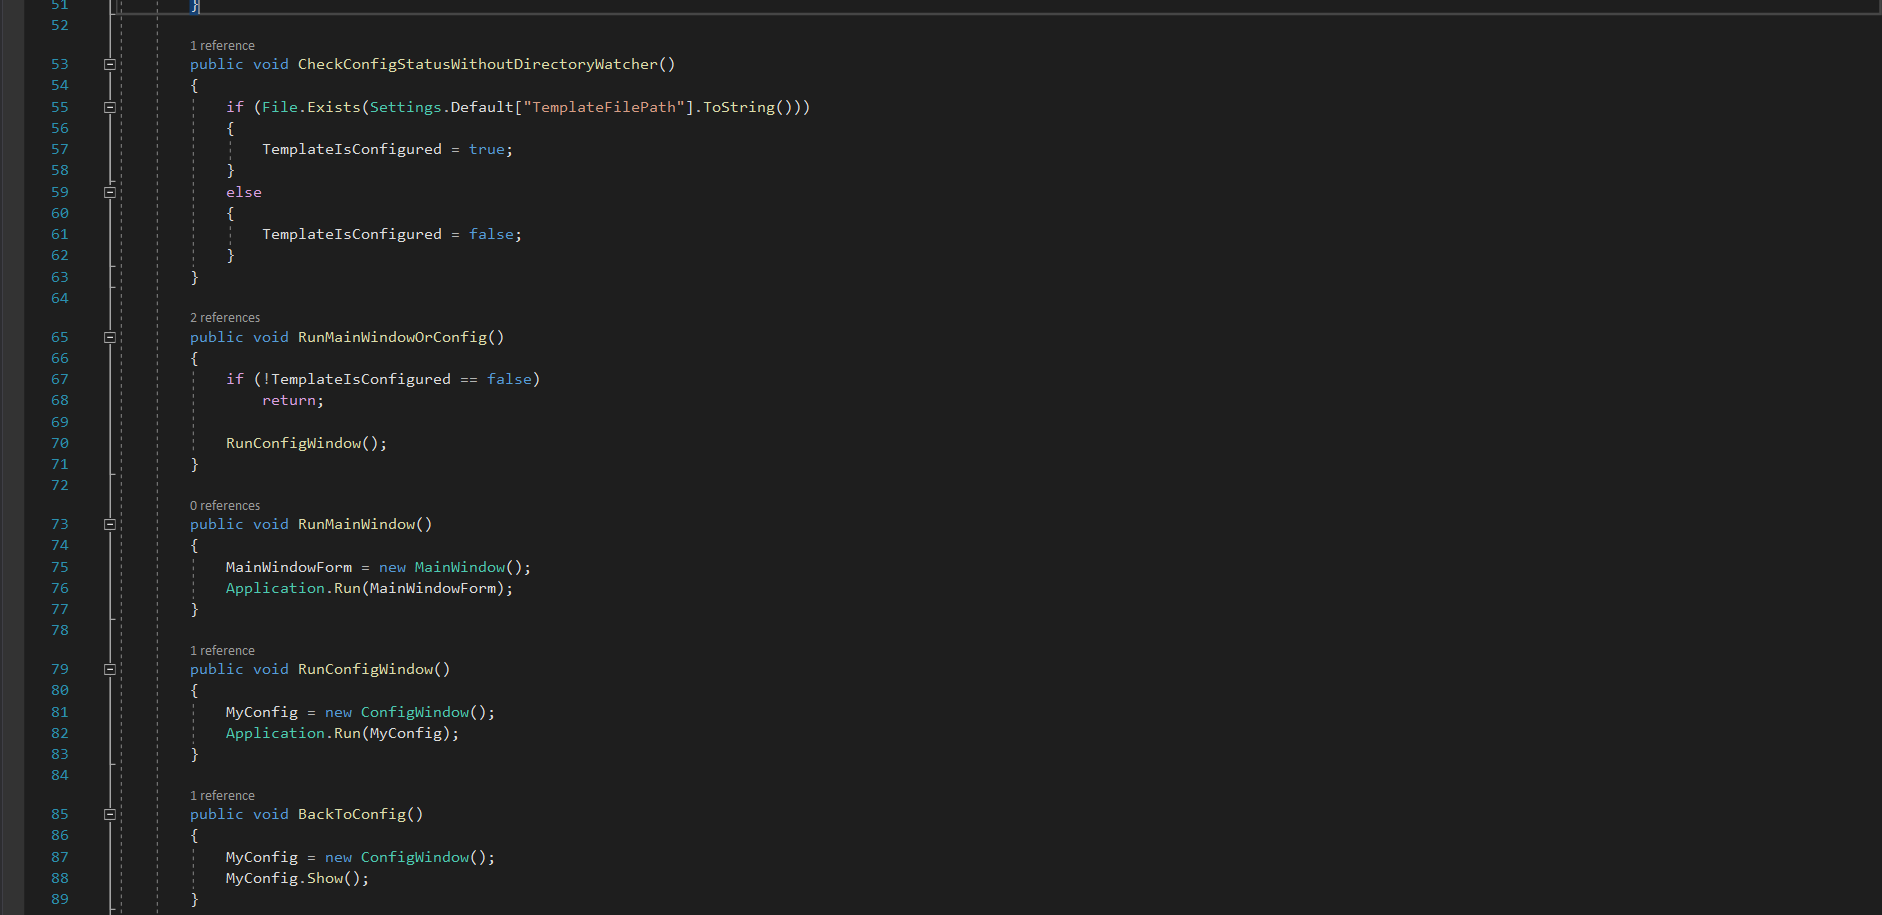 51 }
52
1 reference
53 public void CheckConfigStatusWithoutDirectoryWatcher()
54 {
55 if (File.Exists(Settings.Default["TemplateFilePath"].ToString()))
56 {
57 TemplateIsConfigured = true;
58 }
59 else
60 {
61 TemplateIsConfigured = false;
62 }
63 }
64
2 references
65 public void RunMainWindowOrConfig()
66 {
67 if (!TemplateIsConfigured == false)
68 return;
69
70 RunConfigWindow();
71 }
72
0 references
73 public void RunMainWindow()
74 {
75 MainWindowForm = new MainWindow();
76 Application.Run(MainWindowForm);
77 }
78
1 reference
79 public void RunConfigWindow()
80 {
81 MyConfig = new ConfigWindow();
82 Application.Run(MyConfig);
83 }
84
1 reference
85 public void BackToConfig()
86 {
87 MyConfig = new ConfigWindow();
88 MyConfig.Show();
89 }